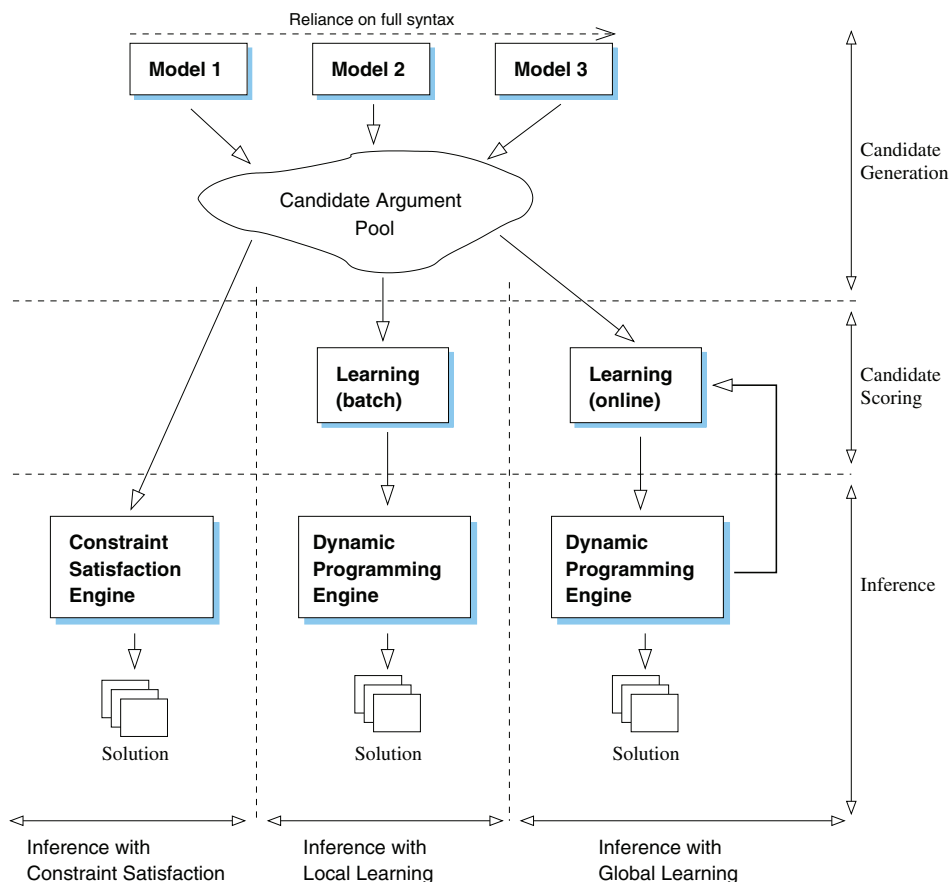 Reliance on full syntax
Model 1
Model 2
Model 3
Candidate Argument
Pool
Candidate
Generation
Learning
(batch)
Learning
(online)
Candidate
Scoring
Constraint
Satisfaction
Engine
Dynamic
Programming
Engine
Dynamic
Programming
Engine
Inference
Solution
Solution
Solution
Inference with
Constraint Satisfaction
Inference with
Local Learning
Inference with
Global Learning